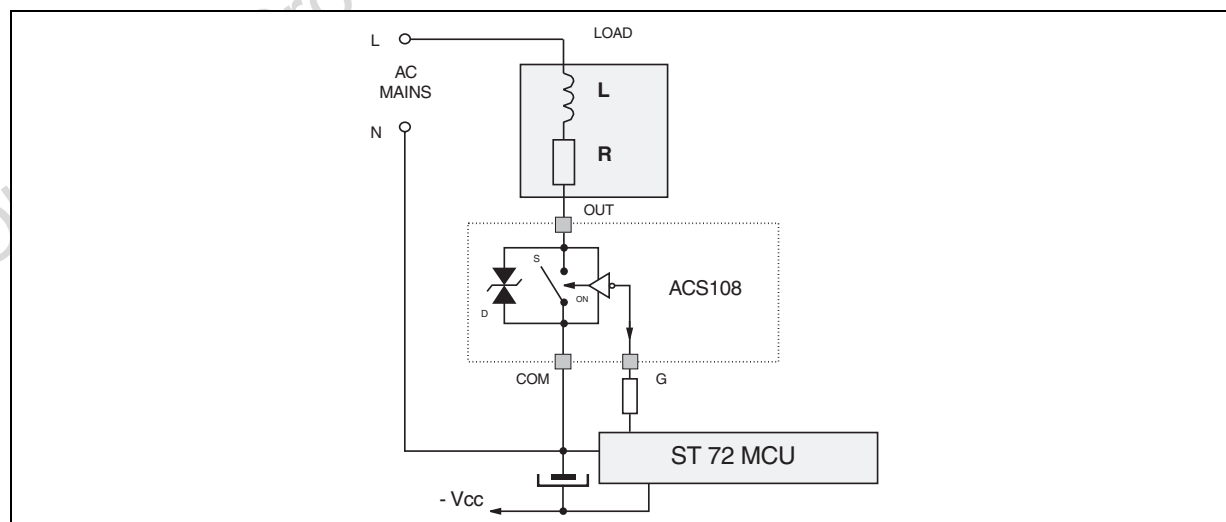 L
LOAD
AC
MAINS
L
N
R
OUT
S
ACS108
ON
D
COM
G
ST 72 MCU
- Vcc